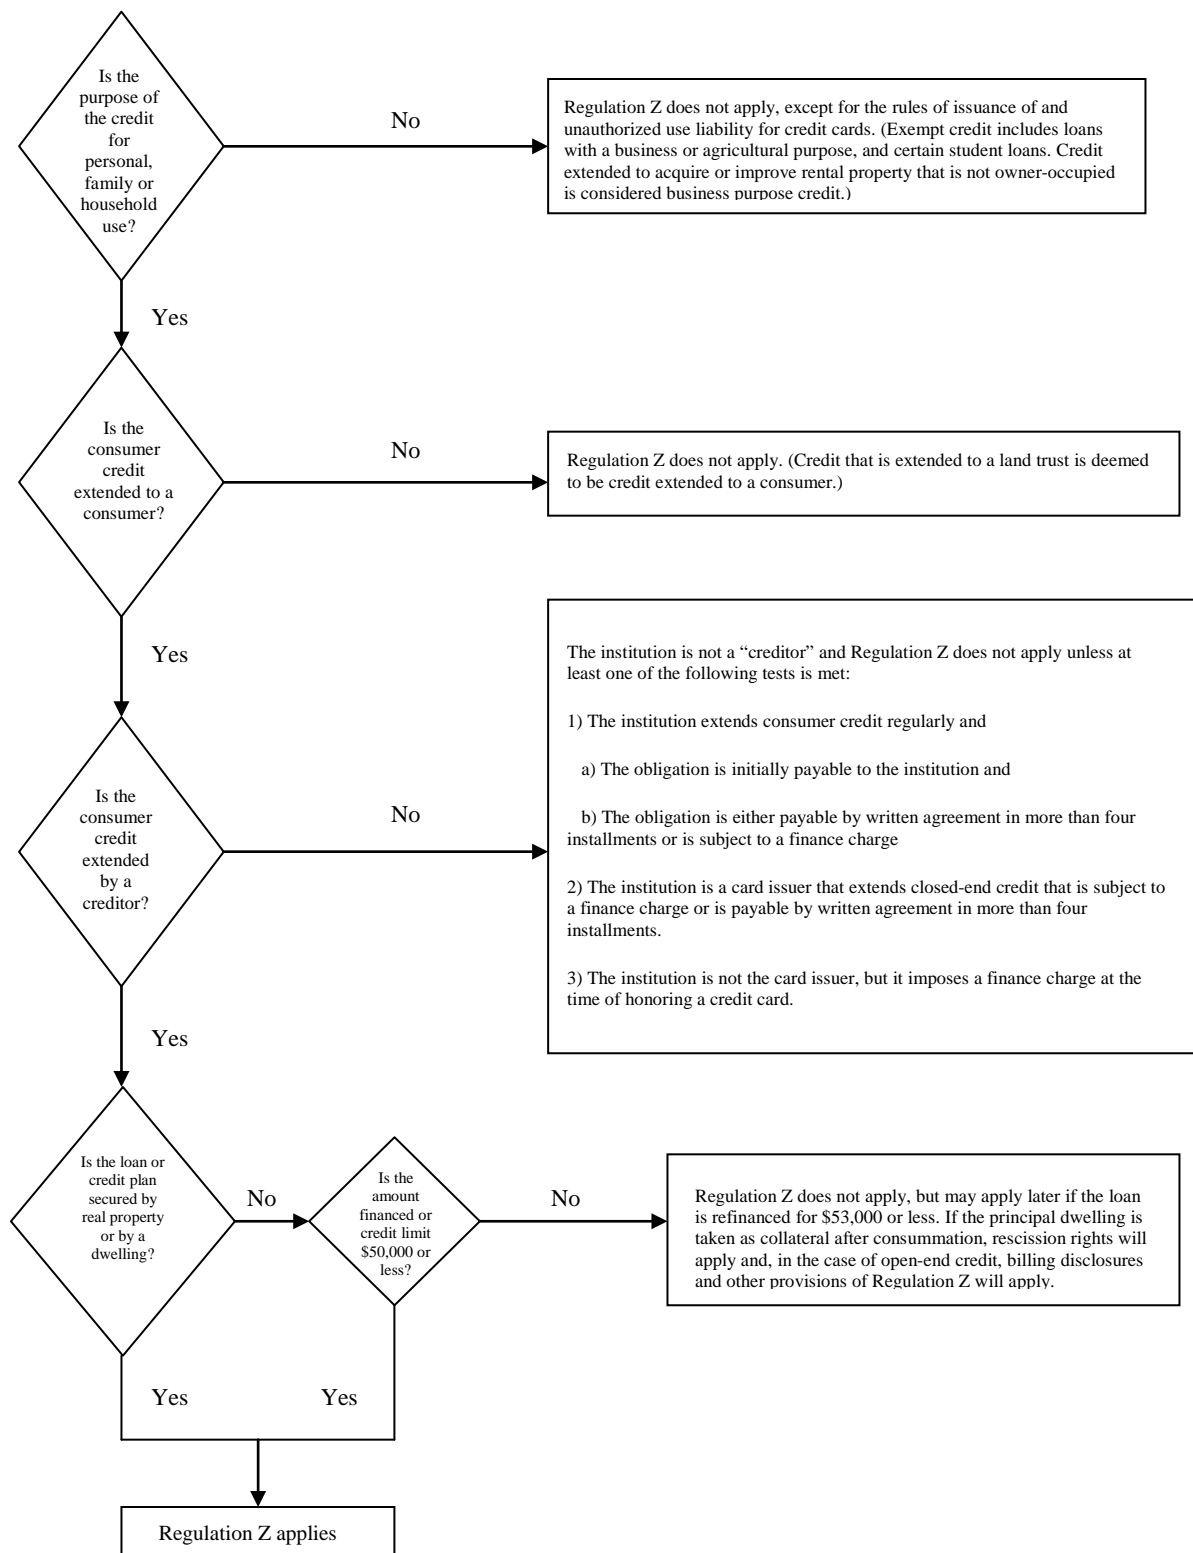 Is the
purpose of
the credit
for
personal,
family or
household
use?
No
Regulation Z does not apply, except for the rules of issuance of and
unauthorized use liability for credit cards. (Exempt credit includes loans
with a business or agricultural purpose, and certain student loans. Credit
extended to acquire or improve rental property that is not owner-occupied
is considered business purpose credit.)
Yes
Is the
consumer
credit
extended to a
consumer?
No
Regulation Z does not apply. (Credit that is extended to a land trust is deemed
to be credit extended to a consumer.)
Yes
Is the
consumer
credit
extended
by a
creditor?
No
The institution is not a “creditor” and Regulation Z does not apply unless at
least one of the following tests is met:
1) The institution extends consumer credit regularly and
a) The obligation is initially payable to the institution and
b) The obligation is either payable by written agreement in more than four
installments or is subject to a finance charge
2) The institution is a card issuer that extends closed-end credit that is subject to
a finance charge or is payable by written agreement in more than four
installments.
3) The institution is not the card issuer, but it imposes a finance charge at the
time of honoring a credit card.
Yes
Is the loan or
credit plan
secured by
real property
or by a
dwelling?
No
Is the
amount
financed or
credit limit
$50,000 or
less?
No
Regulation Z does not apply, but may apply later if the loan
is refinanced for $53,000 or less. If the principal dwelling is
taken as collateral after consummation, rescission rights will
apply and, in the case of open-end credit, billing disclosures
and other provisions of Regulation Z will apply.
Yes
Yes
Regulation Z applies